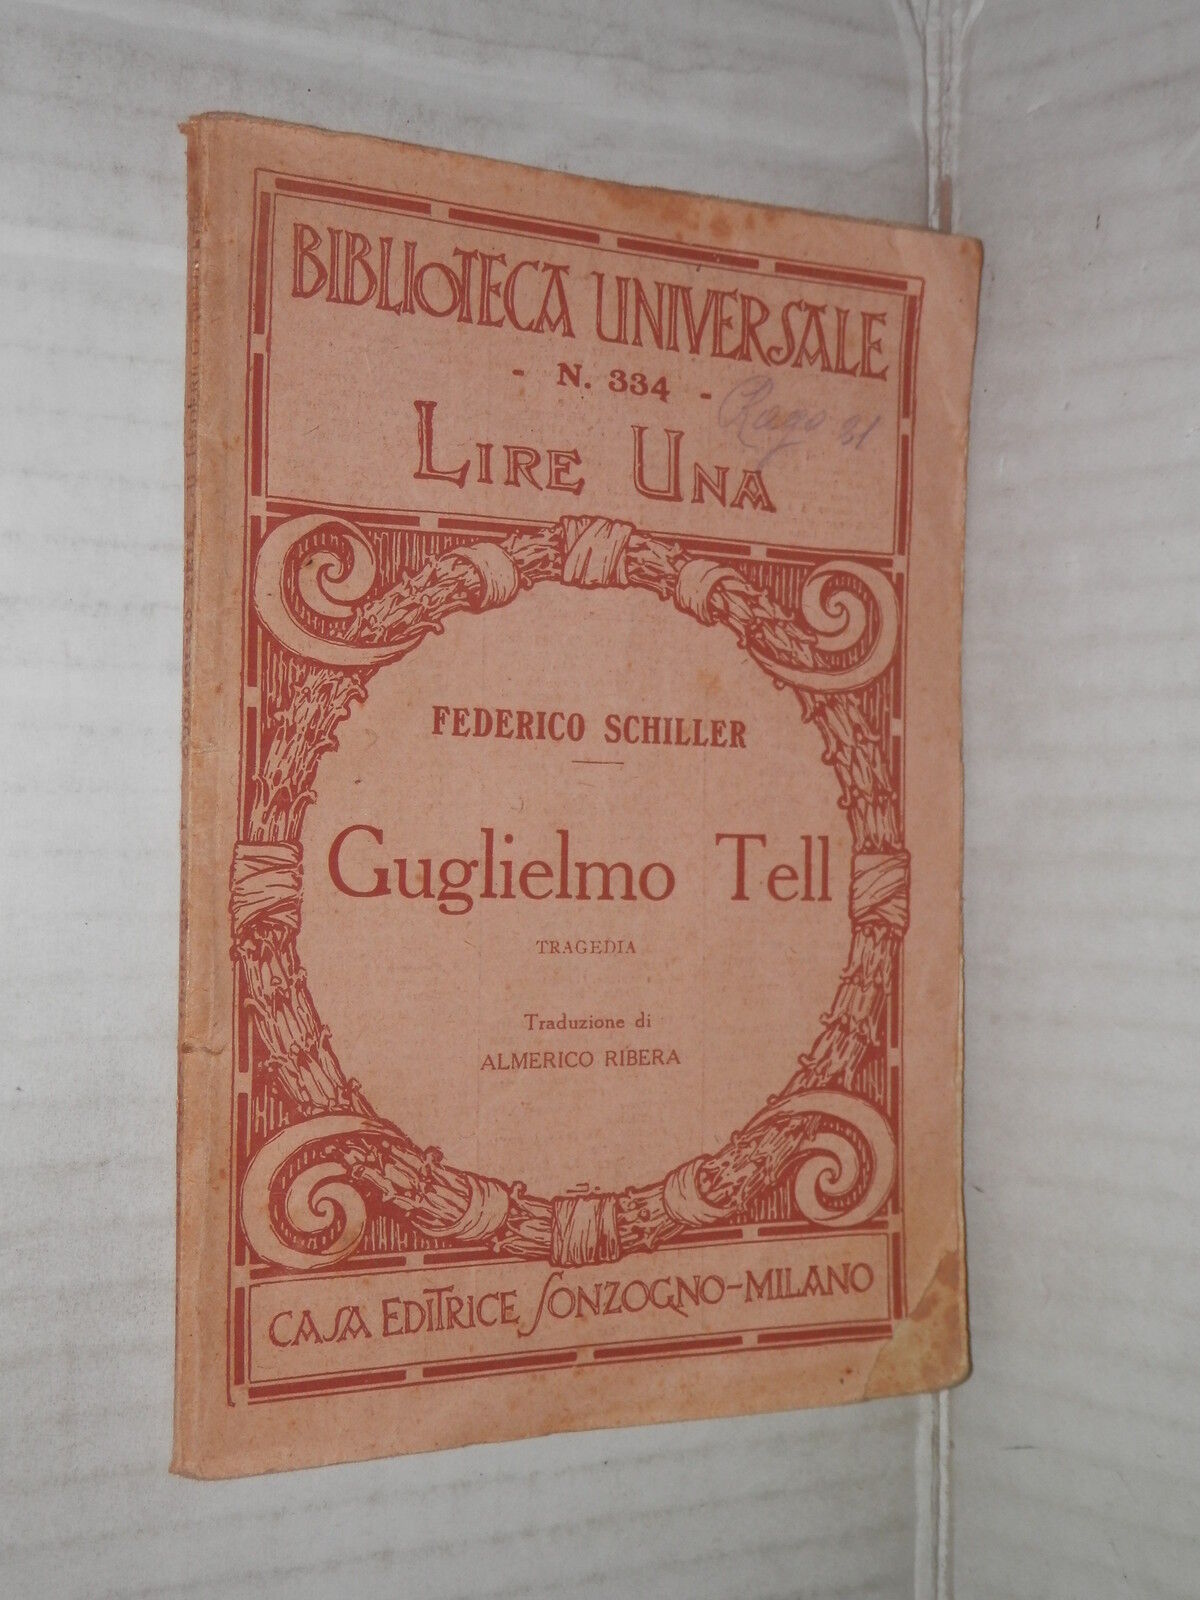 BIBLIOTECA UNIVERSALE
- N. 334 -
LIRE UNA
FEDERICO SCHILLER
Guglielmo Tell
TRAGEDIA
Traduzione di
ALMERICO RIBERA
CASA EDITRICE SONZOGNO-MILANO